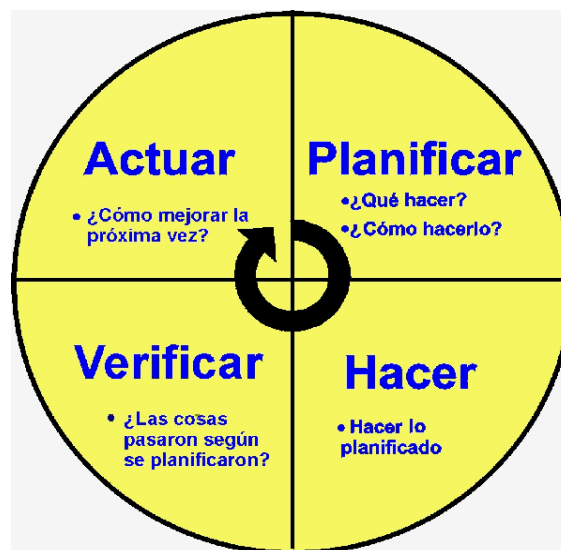 Actuar
• ¿Cómo mejorar la
próxima vez?
Planificar
• ¿Qué hacer?
• ¿Cómo hacerlo?
Verificar
• ¿Las cosas
pasaron según
se planificaron?
Hacer
• Hacer lo
planificado